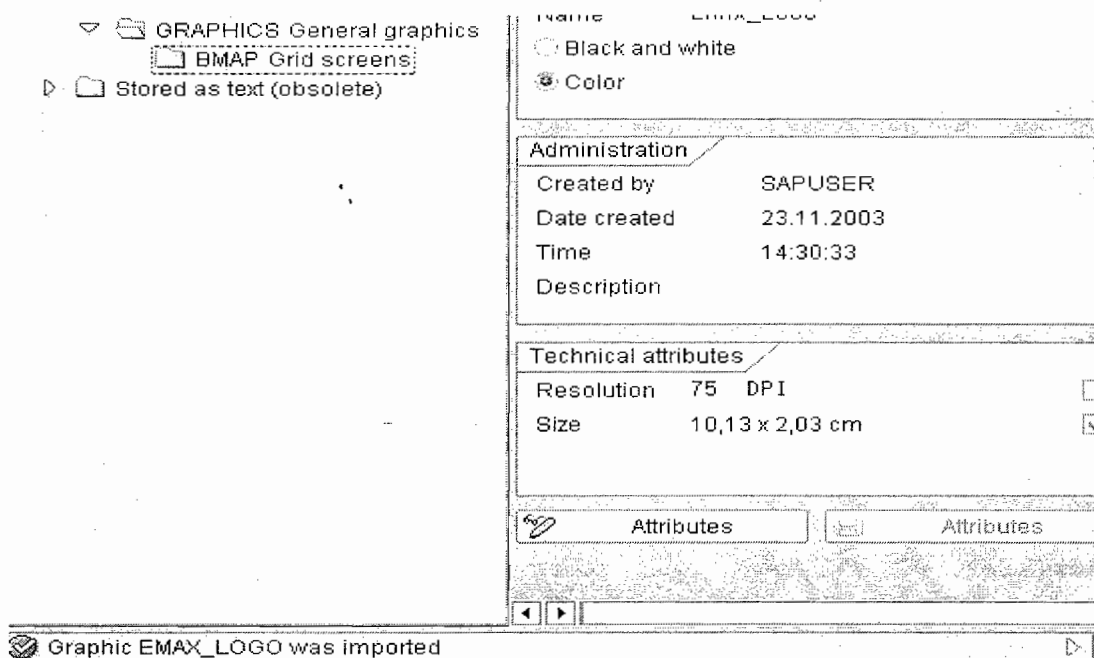 GRAPHICS General graphics
BMAP Grid screens
Stored as text (obsolete)
Name EMAX_LOGO
Black and white
Color
Administration
Created by SAPUSER
Date created 23.11.2003
Time 14:30:33
Description
Technical attributes
Resolution 75 DPI
Size 10,13 x 2,03 cm
Attributes Attributes
Graphic EMAX_LOGO was imported